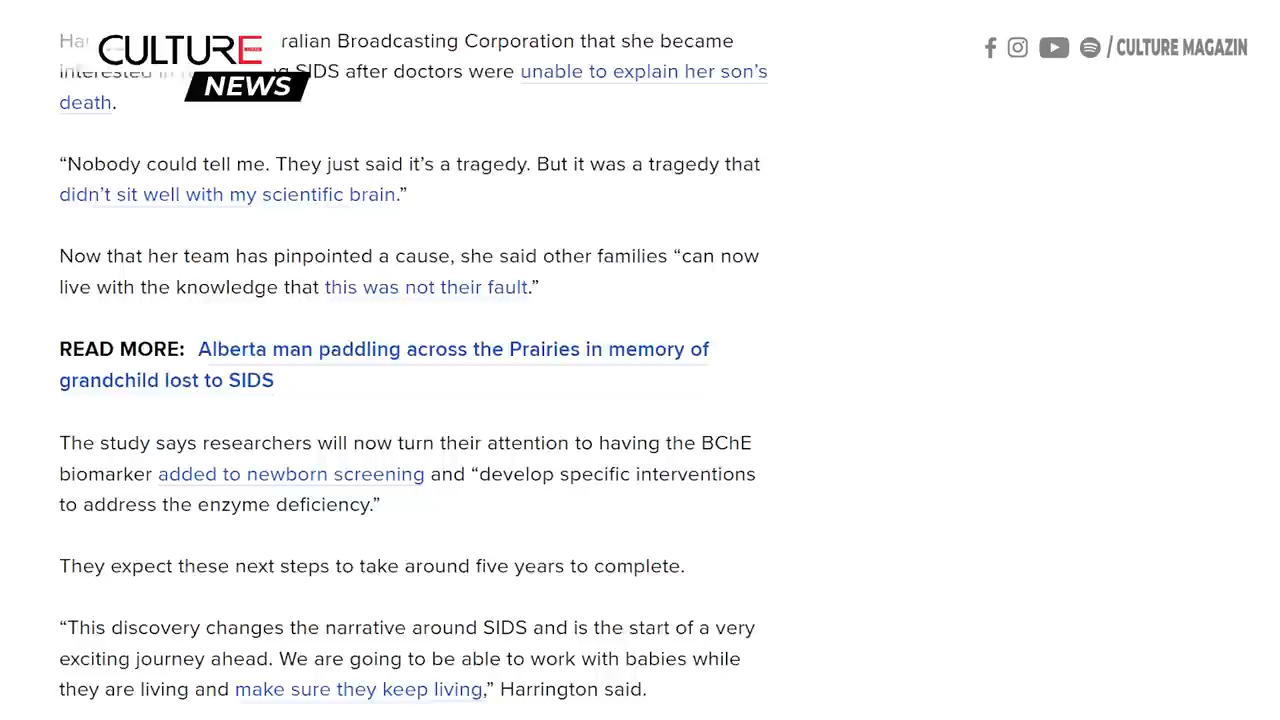 CULTURE
NEWS
/ CULTURE MAGAZIN
Broadcasting Corporation that she became
SIDS after doctors were unable to explain her son's
death.
“Nobody could tell me. They just said it’s a tragedy. But it was a tragedy that
didn’t sit well with my scientific brain.”
Now that her team has pinpointed a cause, she said other families “can now
live with the knowledge that this was not their fault.”
READ MORE: Alberta man paddling across the Prairies in memory of
grandchild lost to SIDS
The study says researchers will now turn their attention to having the BChE
biomarker added to newborn screening and “develop specific interventions
to address the enzyme deficiency.”
They expect these next steps to take around five years to complete.
“This discovery changes the narrative around SIDS and is the start of a very
exciting journey ahead. We are going to be able to work with babies while
they are living and make sure they keep living,” Harrington said.